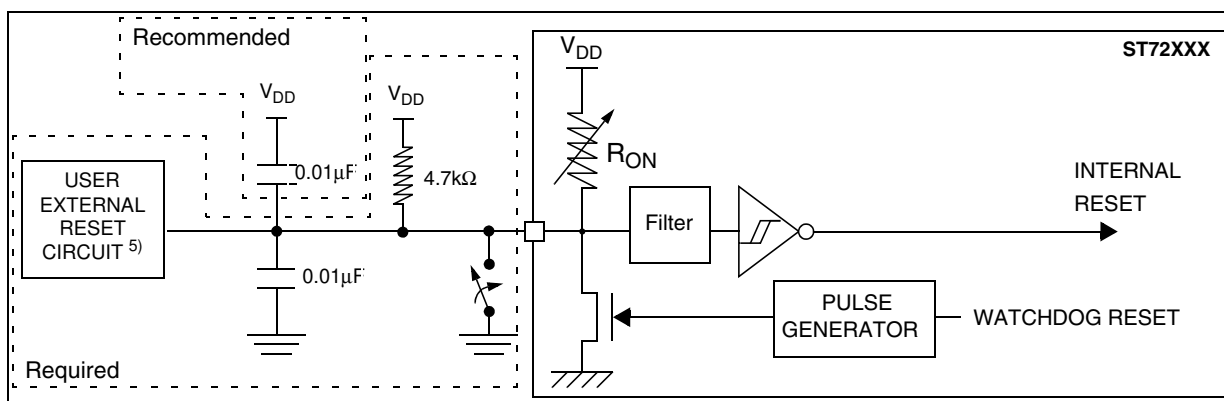 Recommended
V_DD
ST72XXX
V_DD
V_DD
0.01μF
4.7kΩ
R_ON
USER
EXTERNAL
RESET
CIRCUIT 5)
Filter
INTERNAL
RESET
0.01μF
PULSE
GENERATOR
WATCHDOG RESET
Required